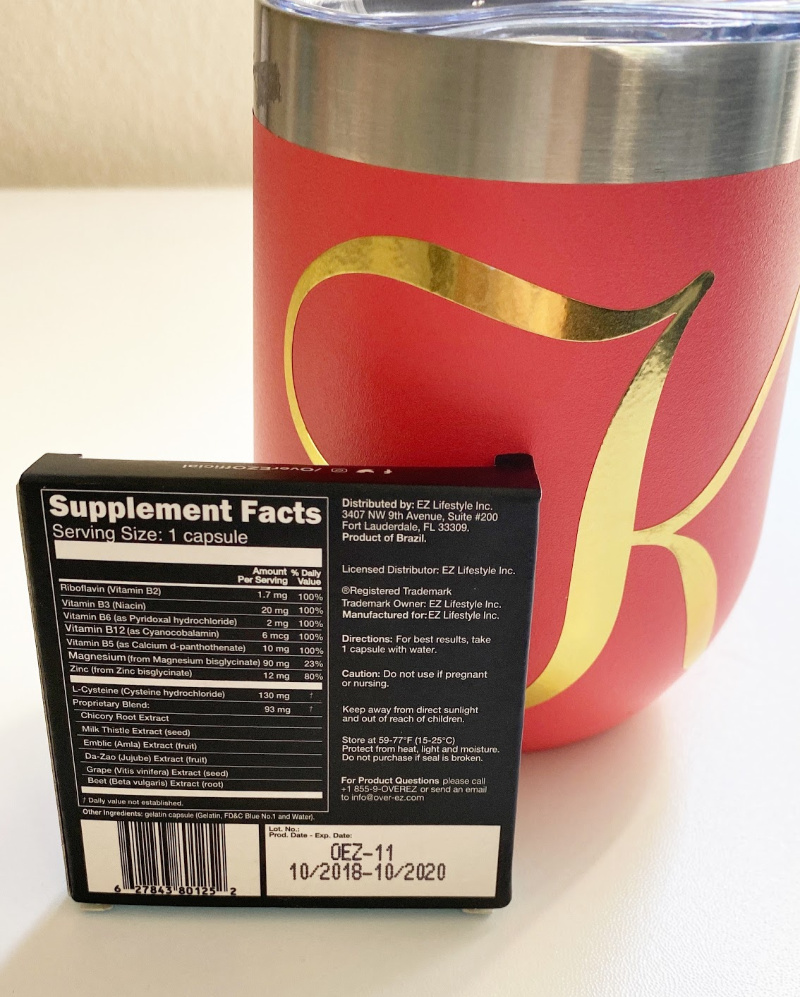 K
/OverEZOfficial
Supplement Facts
Serving Size: 1 capsule
Amount Per Serving % Daily Value
Riboflavin (Vitamin B2) 1.7 mg 100%
Vitamin B3 (Niacin) 20 mg 100%
Vitamin B6 (as Pyridoxal hydrochloride) 2 mg 100%
Vitamin B12 (as Cyanocobalamin) 6 mcg 100%
Vitamin B5 (as Calcium d-panthothenate) 10 mg 100%
Magnesium (from Magnesium bisglycinate) 90 mg 23%
Zinc (from Zinc bisglycinate) 12 mg 80%
L-Cysteine (Cysteine hydrochloride) 130 mg †
Proprietary Blend: 93 mg †
Chicory Root Extract
Milk Thistle Extract (seed)
Emblic (Amla) Extract (fruit)
Da-Zao (Jujube) Extract (fruit)
Grape (Vitis vinifera) Extract (seed)
Beet (Beta vulgaris) Extract (root)
† Daily value not established.
Other Ingredients: gelatin capsule (Gelatin, FD&C Blue No.1 and Water).
6 27843 80125 2
Distributed by: EZ Lifestyle Inc.
3407 NW 9th Avenue, Suite #200
Fort Lauderdale, FL 33309.
Product of Brazil.
Licensed Distributor: EZ Lifestyle Inc.
®Registered Trademark
Trademark Owner: EZ Lifestyle Inc.
Manufactured for: EZ Lifestyle Inc.
Directions: For best results, take
1 capsule with water.
Caution: Do not use if pregnant
or nursing.
Keep away from direct sunlight
and out of reach of children.
Store at 59-77°F (15-25°C)
Protect from heat, light and moisture.
Do not purchase if seal is broken.
For Product Questions please call
+1 855-9-OVEREZ or send an email
to info@over-ez.com
Lot. No.:
Prod. Date - Exp. Date:
OEZ-11
10/2018-10/2020